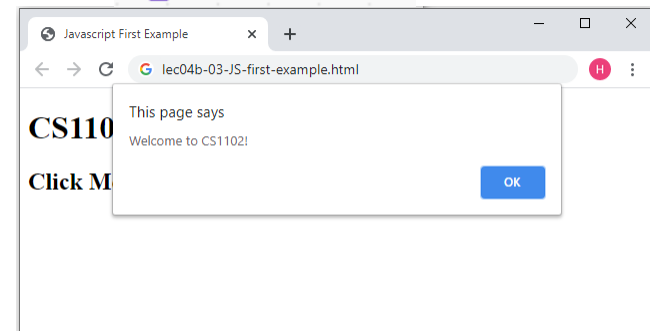 Javascript First Example
lec04b-03-JS-first-example.html
H
This page says
Welcome to CS1102!
OK
CS110
Click M